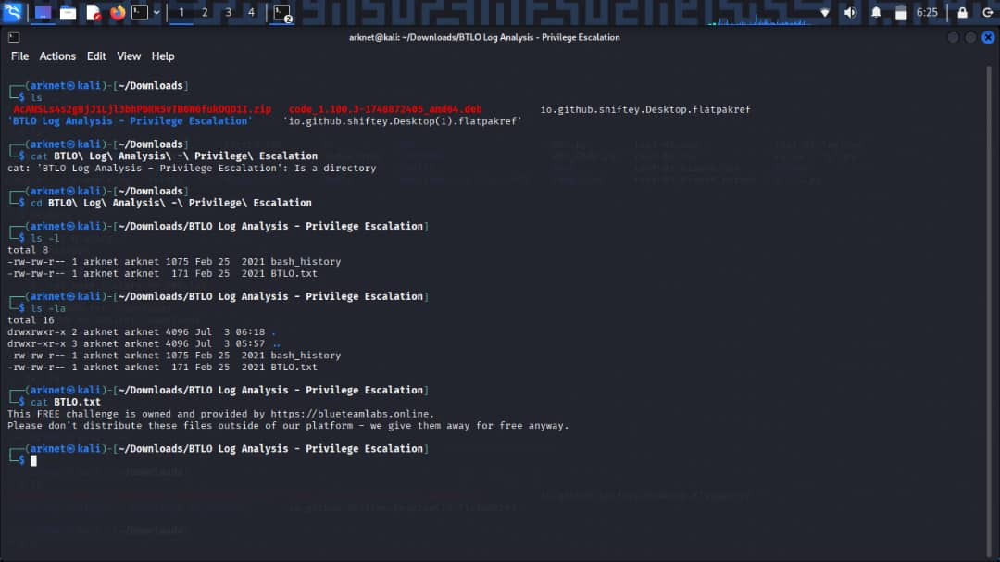 1 2 3 4 2 6:25
arknet@kali: ~/Downloads/BTLO Log Analysis - Privilege Escalation
File Actions Edit View Help
┌──(arknet㉿kali)-[~/Downloads]
└─$ ls
AcANSLs4s2gBjJ1Ljl3bhPbKR5vIB6W6fukOQD1I.zip code_1.100.3-1748872405_amd64.deb io.github.shiftey.Desktop.flatpakref
'BTLO Log Analysis - Privilege Escalation' 'io.github.shiftey.Desktop(1).flatpakref'
┌──(arknet㉿kali)-[~/Downloads]
└─$ cat BTLO\ Log\ Analysis\ -\ Privilege\ Escalation
cat: 'BTLO Log Analysis - Privilege Escalation': Is a directory
┌──(arknet㉿kali)-[~/Downloads]
└─$ cd BTLO\ Log\ Analysis\ -\ Privilege\ Escalation
┌──(arknet㉿kali)-[~/Downloads/BTLO Log Analysis - Privilege Escalation]
└─$ ls -l
total 8
-rw-rw-r-- 1 arknet arknet 1075 Feb 25 2021 bash_history
-rw-rw-r-- 1 arknet arknet 171 Feb 25 2021 BTLO.txt
┌──(arknet㉿kali)-[~/Downloads/BTLO Log Analysis - Privilege Escalation]
└─$ ls -la
total 16
drwxrwxr-x 2 arknet arknet 4096 Jul 3 06:18 .
drwxrwxr-x 3 arknet arknet 4096 Jul 3 05:57 ..
-rw-rw-r-- 1 arknet arknet 1075 Feb 25 2021 bash_history
-rw-rw-r-- 1 arknet arknet 171 Feb 25 2021 BTLO.txt
┌──(arknet㉿kali)-[~/Downloads/BTLO Log Analysis - Privilege Escalation]
└─$ cat BTLO.txt
This FREE challenge is owned and provided by https://blueteamlabs.online.
Please don't distribute these files outside of our platform - we give them away for free anyway.
┌──(arknet㉿kali)-[~/Downloads/BTLO Log Analysis - Privilege Escalation]
└─$